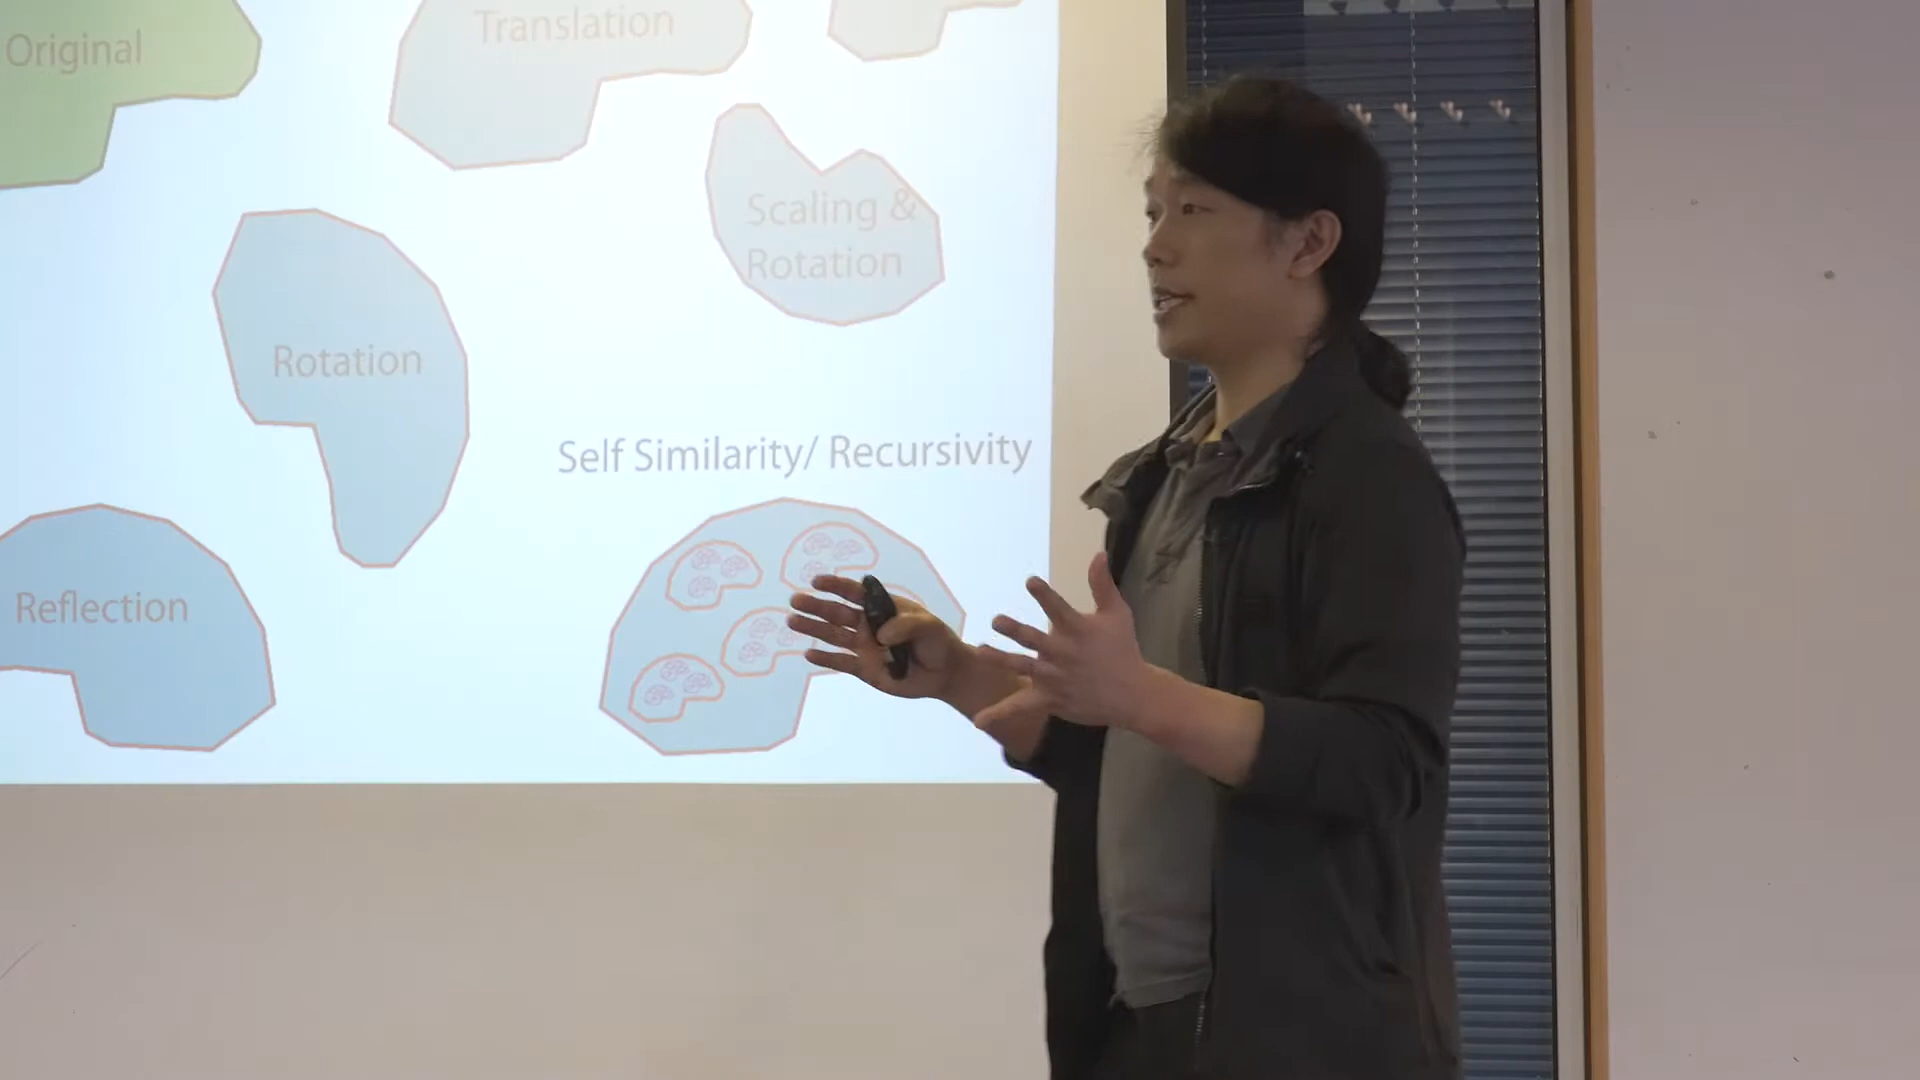 Original
Translation
Scaling &
Rotation
Rotation
Self Similarity/ Recursivity
Reflection